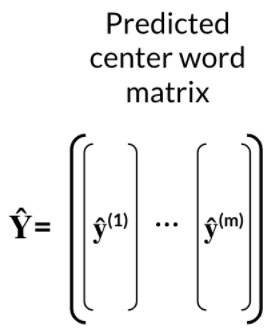 Predicted
center word
matrix
Ŷ= ( ŷ⁽¹⁾ ... ŷ⁽ᵐ⁾ )